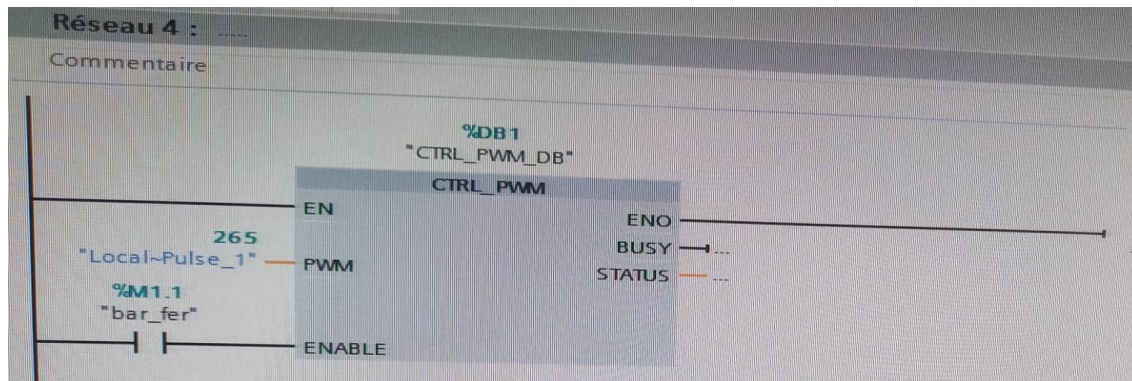 Réseau 4 : .....
Commentaire
%DB1
"CTRL_PWM_DB"
CTRL_PWM
EN
ENO
265
"Local~Pulse_1"
PWM
BUSY
...
STATUS
...
%M1.1
"bar_fer"
ENABLE